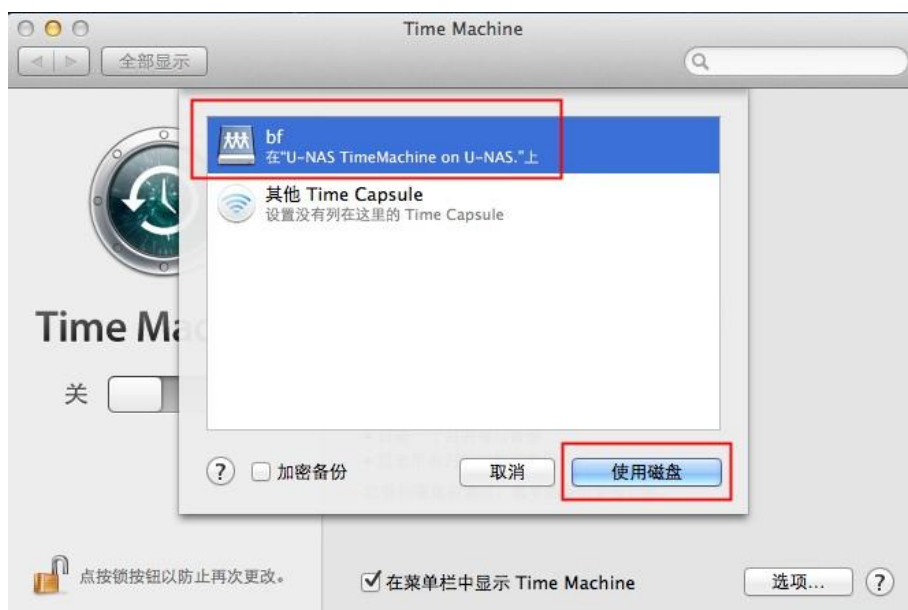 Time Machine
全部显示
bf
在“U-NAS TimeMachine on U-NAS.”上
其他 Time Capsule
设置没有列在这里的 Time Capsule
Time Ma
关
加密备份
取消
使用磁盘
点按锁按钮以防止再次更改。
在菜单栏中显示 Time Machine
选项...
?